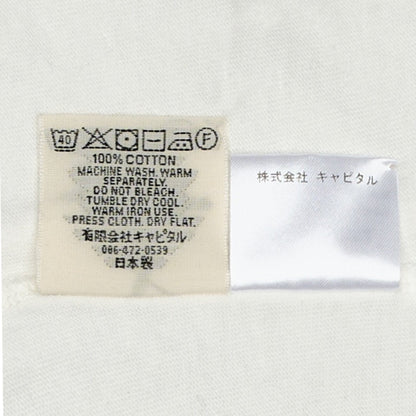 40 F
100% COTTON
MACHINE WASH. WARM
SEPARATELY.
DO NOT BLEACH.
TUMBLE DRY COOL.
WARM IRON USE.
PRESS CLOTH. DRY FLAT.
有限会社キャピタル
086-472-0539
日本製
株式会社 キャピタル